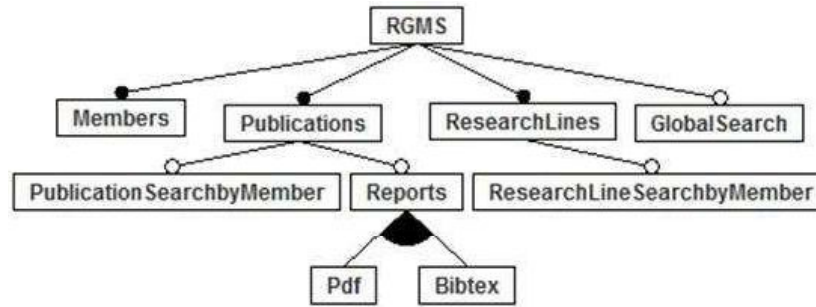 RGMS
Members Publications ResearchLines GlobalSearch
PublicationSearchbyMember Reports ResearchLineSearchbyMember
Pdf Bibtex